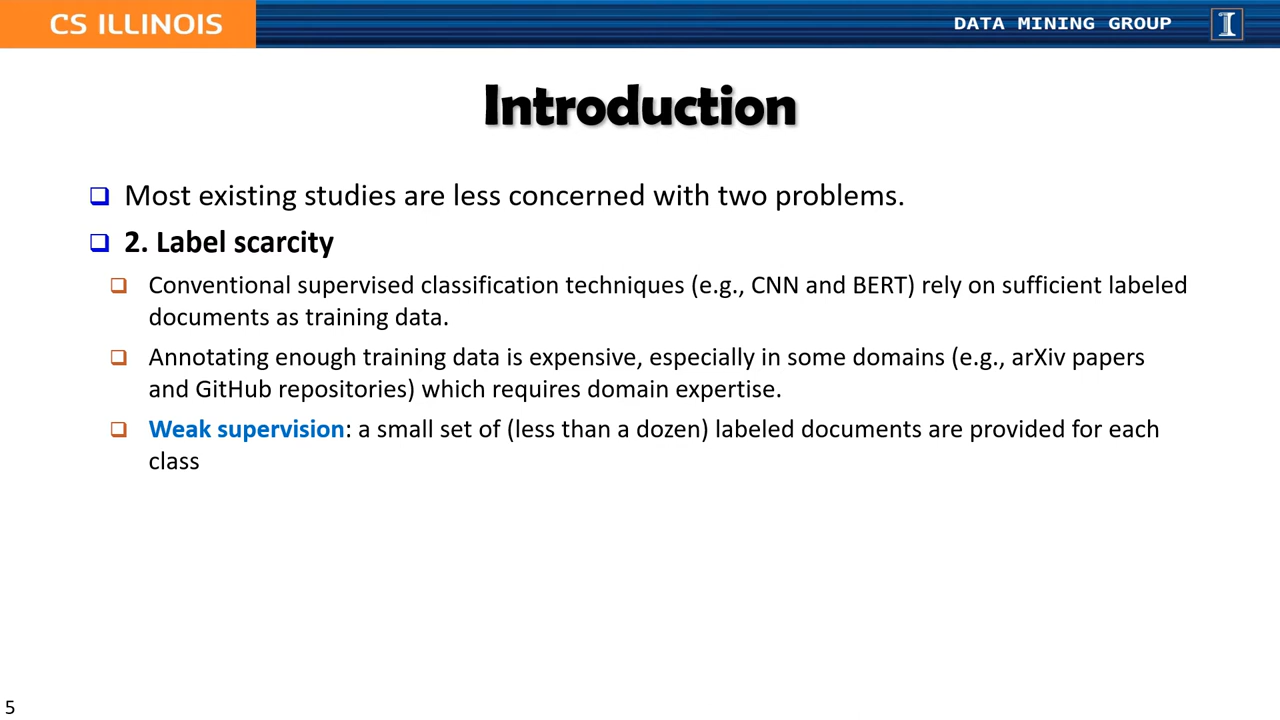 CS ILLINOIS
DATA MINING GROUP
I
Introduction
Most existing studies are less concerned with two problems.
2. Label scarcity
Conventional supervised classification techniques (e.g., CNN and BERT) rely on sufficient labeled
documents as training data.
Annotating enough training data is expensive, especially in some domains (e.g., arXiv papers
and GitHub repositories) which requires domain expertise.
Weak supervision: a small set of (less than a dozen) labeled documents are provided for each
class
5